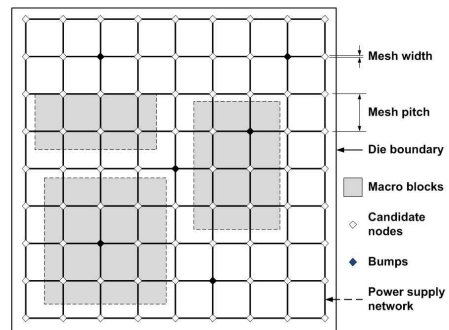 Mesh width
Mesh pitch
Die boundary
Macro blocks
Candidate
nodes
Bumps
Power supply
network